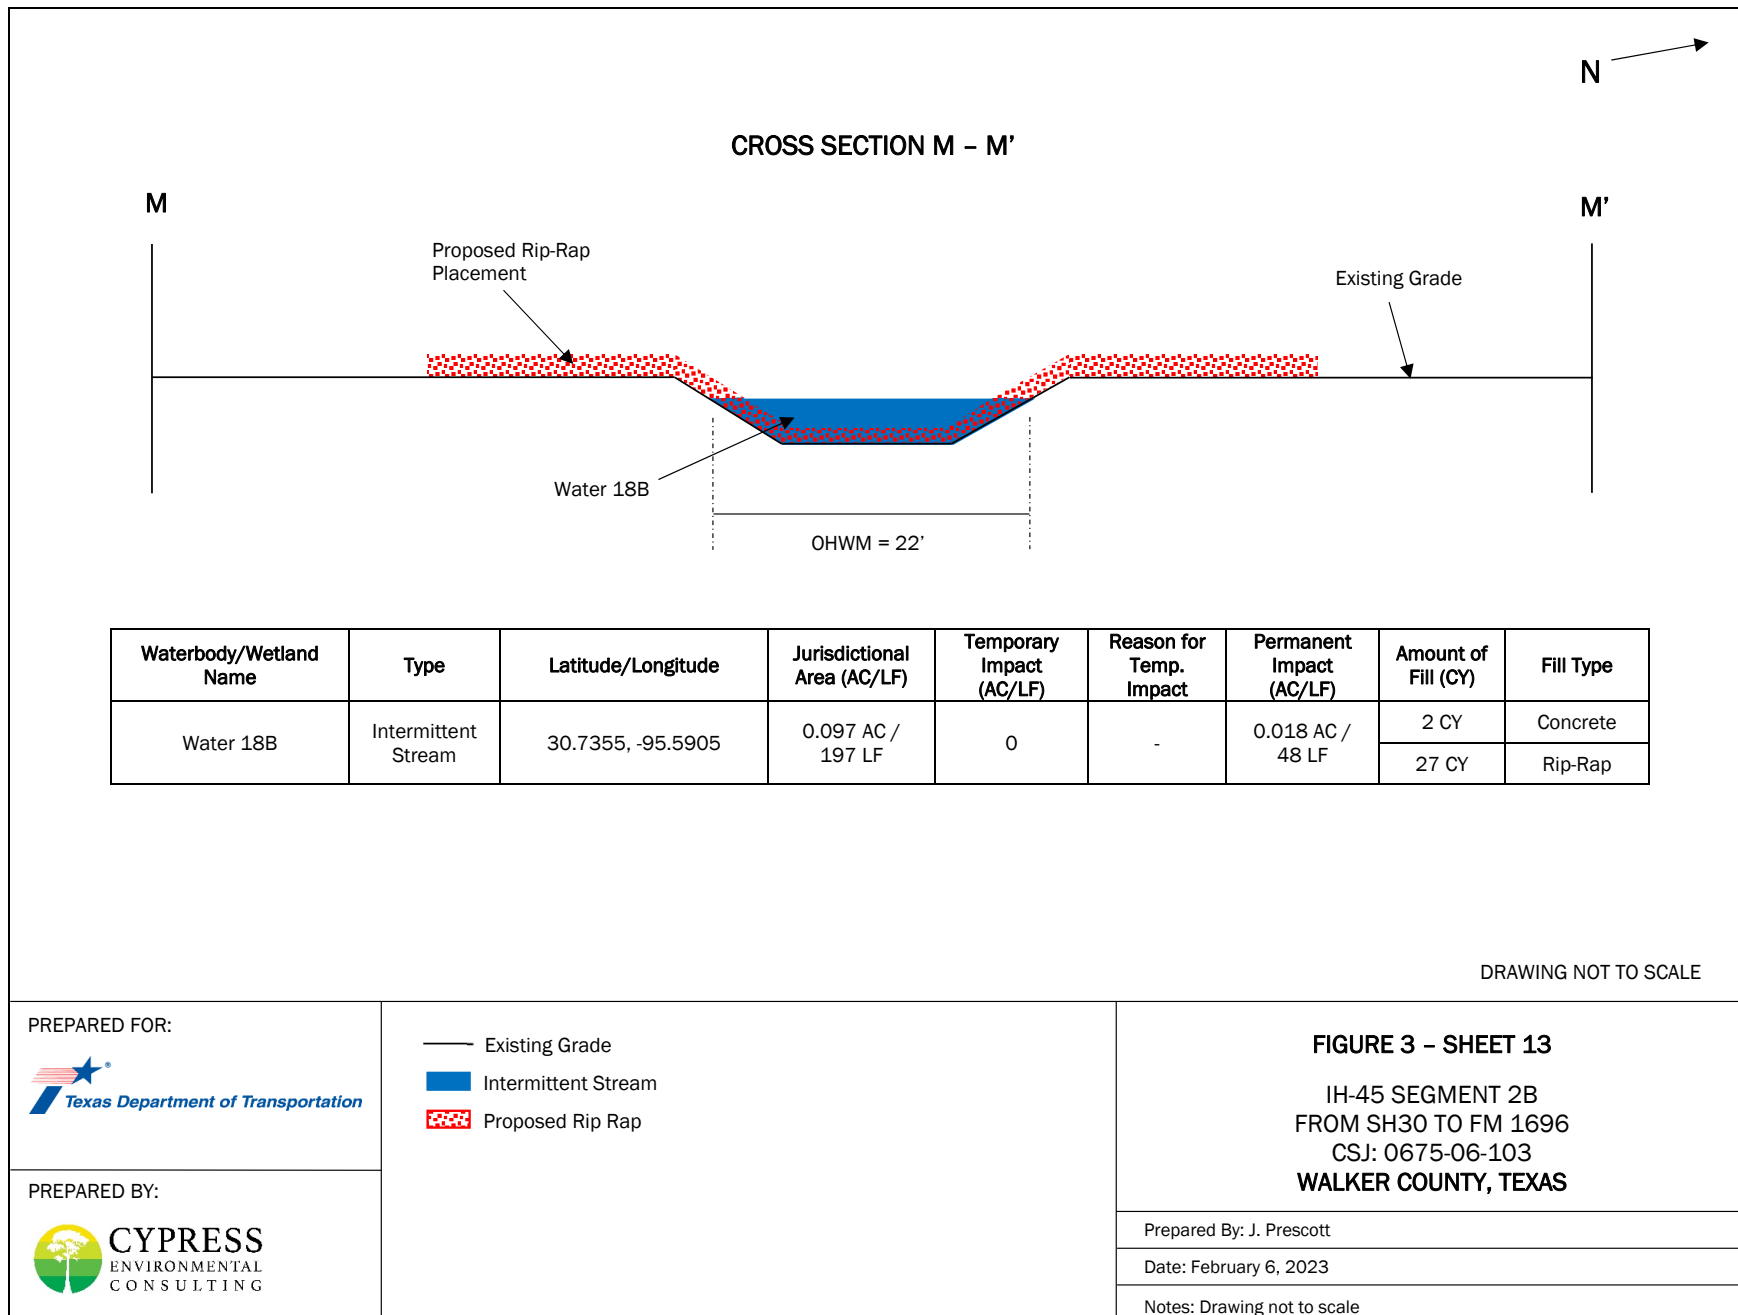 N
CROSS SECTION M – M’
M
M’
Proposed Rip-Rap
Placement
Existing Grade
Water 18B
OHWM = 22’
Waterbody/Wetland Name | Type | Latitude/Longitude | Jurisdictional Area (AC/LF) | Temporary Impact (AC/LF) | Reason for Temp. Impact | Permanent Impact (AC/LF) | Amount of Fill (CY) | Fill Type
Water 18B | Intermittent Stream | 30.7355, -95.5905 | 0.097 AC / 197 LF | 0 | - | 0.018 AC / 48 LF | 2 CY | Concrete
27 CY | Rip-Rap
DRAWING NOT TO SCALE
PREPARED FOR:
Texas Department of Transportation
®
PREPARED BY:
CYPRESS
ENVIRONMENTAL
CONSULTING
Existing Grade
Intermittent Stream
Proposed Rip Rap
FIGURE 3 – SHEET 13
IH-45 SEGMENT 2B
FROM SH30 TO FM 1696
CSJ: 0675-06-103
WALKER COUNTY, TEXAS
Prepared By: J. Prescott
Date: February 6, 2023
Notes: Drawing not to scale